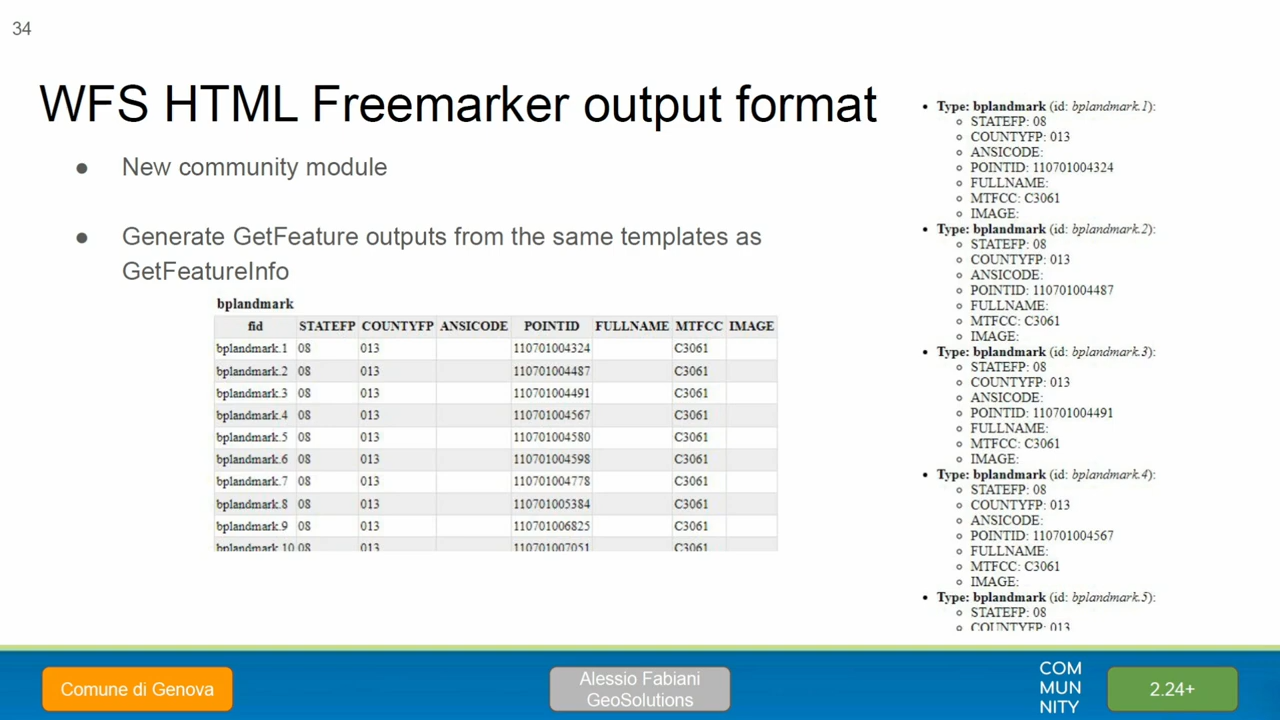 34
WFS HTML Freemarker output format
● New community module
● Generate GetFeature outputs from the same templates as
GetFeatureInfo
bplandmark
fid STATEFP COUNTYFP ANSICODE POINTID FULLNAME MTFCC IMAGE
bplandmark.1 08 013 110701004324 C3061
bplandmark.2 08 013 110701004487 C3061
bplandmark.3 08 013 110701004491 C3061
bplandmark.4 08 013 110701004567 C3061
bplandmark.5 08 013 110701004580 C3061
bplandmark.6 08 013 110701004598 C3061
bplandmark.7 08 013 110701004778 C3061
bplandmark.8 08 013 110701005384 C3061
bplandmark.9 08 013 110701006825 C3061
bplandmark.10 08 013 110701007051 C3061
• Type: bplandmark (id: bplandmark.1):
○ STATEFP: 08
○ COUNTYFP: 013
○ ANSICODE:
○ POINTID: 110701004324
○ FULLNAME:
○ MTFCC: C3061
○ IMAGE:
• Type: bplandmark (id: bplandmark.2):
○ STATEFP: 08
○ COUNTYFP: 013
○ ANSICODE:
○ POINTID: 110701004487
○ FULLNAME:
○ MTFCC: C3061
○ IMAGE:
• Type: bplandmark (id: bplandmark.3):
○ STATEFP: 08
○ COUNTYFP: 013
○ ANSICODE:
○ POINTID: 110701004491
○ FULLNAME:
○ MTFCC: C3061
○ IMAGE:
• Type: bplandmark (id: bplandmark.4):
○ STATEFP: 08
○ COUNTYFP: 013
○ ANSICODE:
○ POINTID: 110701004567
○ FULLNAME:
○ MTFCC: C3061
○ IMAGE:
• Type: bplandmark (id: bplandmark.5):
○ STATEFP: 08
○ COUNTYFP: 013
Comune di Genova
Alessio Fabiani
GeoSolutions
COM
MUN
NITY
2.24+